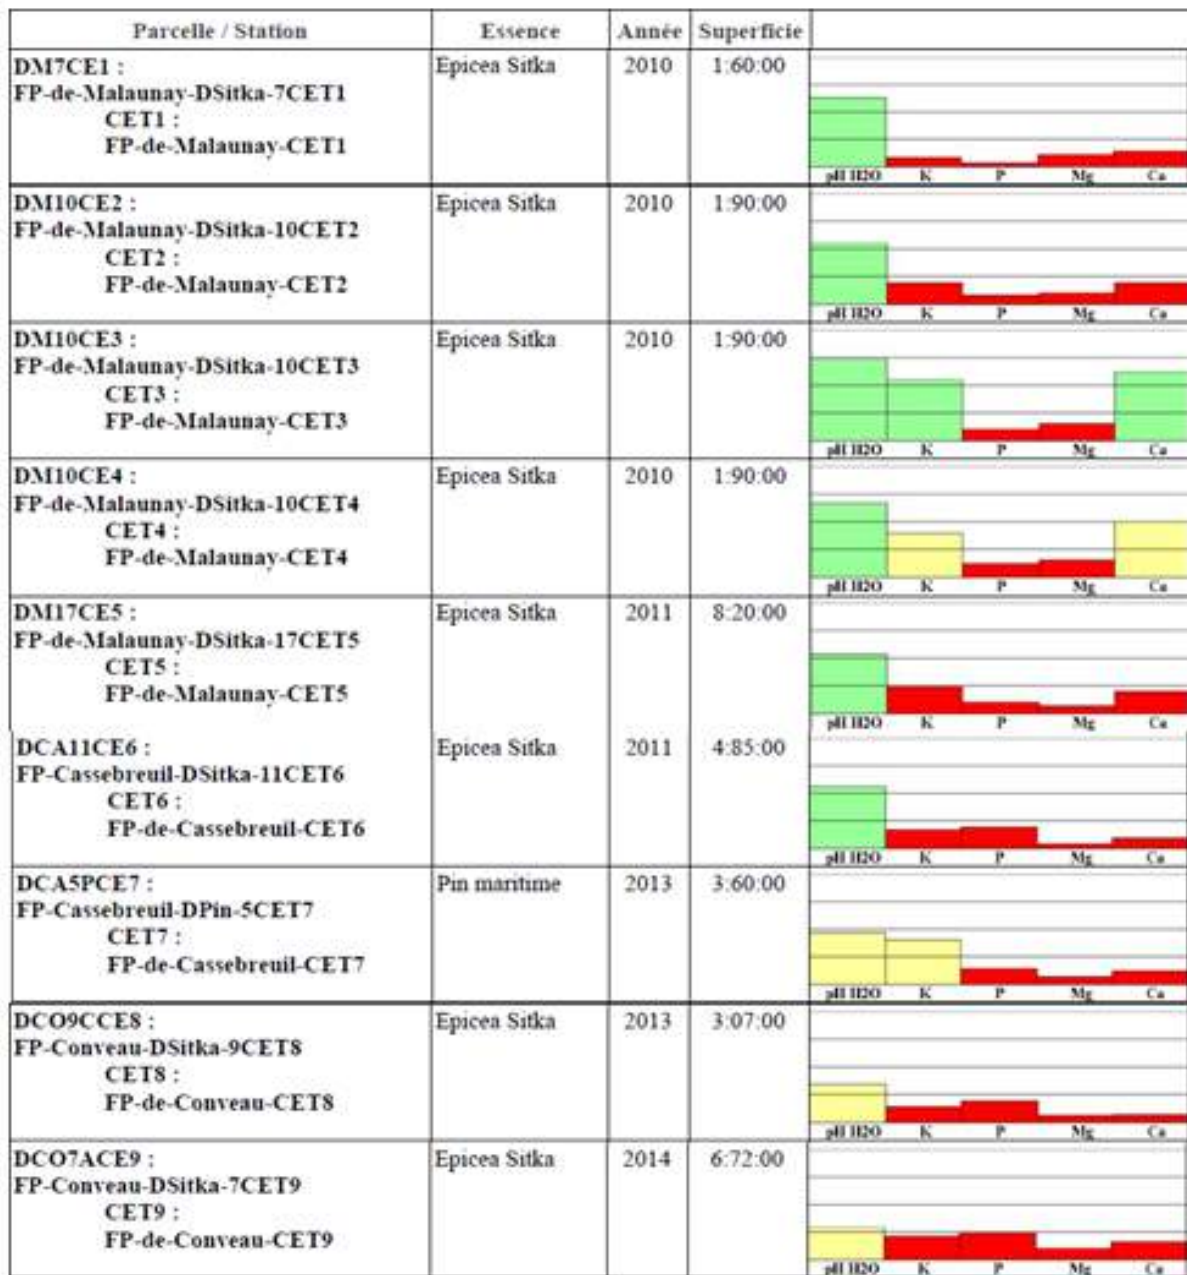 Parcelle / Station Essence Année Superficie
DM7CE1 : Epicea Sitka 2010 1:60:00
FP-de-Malaunay-DSitka-7CET1
CET1 :
FP-de-Malaunay-CET1
pH H2O K P Mg Ca
DM10CE2 : Epicea Sitka 2010 1:90:00
FP-de-Malaunay-DSitka-10CET2
CET2 :
FP-de-Malaunay-CET2
pH H2O K P Mg Ca
DM10CE3 : Epicea Sitka 2010 1:90:00
FP-de-Malaunay-DSitka-10CET3
CET3 :
FP-de-Malaunay-CET3
pH H2O K P Mg Ca
DM10CE4 : Epicea Sitka 2010 1:90:00
FP-de-Malaunay-DSitka-10CET4
CET4 :
FP-de-Malaunay-CET4
pH H2O K P Mg Ca
DM17CE5 : Epicea Sitka 2011 8:20:00
FP-de-Malaunay-DSitka-17CET5
CET5 :
FP-de-Malaunay-CET5
pH H2O K P Mg Ca
DCA11CE6 : Epicea Sitka 2011 4:85:00
FP-Cassebreuil-DSitka-11CET6
CET6 :
FP-de-Cassebreuil-CET6
pH H2O K P Mg Ca
DCA5PCE7 : Pin maritime 2013 3:60:00
FP-Cassebreuil-DPin-5CET7
CET7 :
FP-de-Cassebreuil-CET7
pH H2O K P Mg Ca
DCO9CCE8 : Epicea Sitka 2013 3:07:00
FP-Conveau-DSitka-9CET8
CET8 :
FP-de-Conveau-CET8
pH H2O K P Mg Ca
DCO7ACE9 : Epicea Sitka 2014 6:72:00
FP-Conveau-DSitka-7CET9
CET9 :
FP-de-Conveau-CET9
pH H2O K P Mg Ca